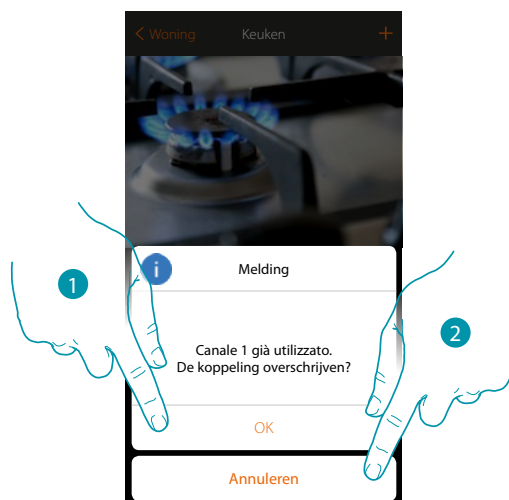 Woning Keuken +
i Melding
1
Canale 1 già utilizzato.
De koppeling overschrijven?
2
OK
Annuleren